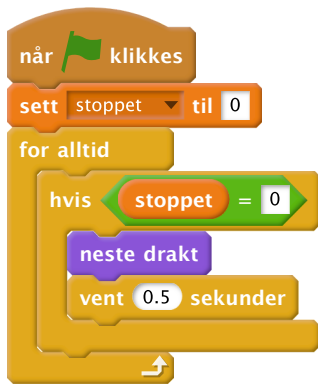 når klikkes
sett stoppet til 0
for alltid
hvis stoppet = 0
neste drakt
vent 0.5 sekunder